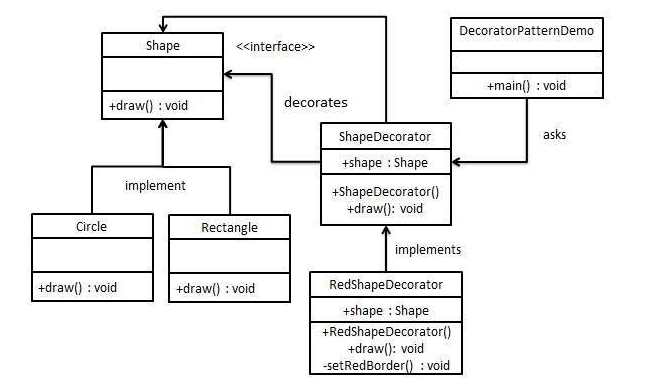 Shape
<<interface>>
+draw() : void
decorates
DecoratorPatternDemo
+main() : void
asks
ShapeDecorator
+shape : Shape
+ShapeDecorator()
+draw(): void
implement
Circle
+draw() : void
Rectangle
+draw() : void
implements
RedShapeDecorator
+shape : Shape
+RedShapeDecorator()
+draw(): void
-setRedBorder() : void